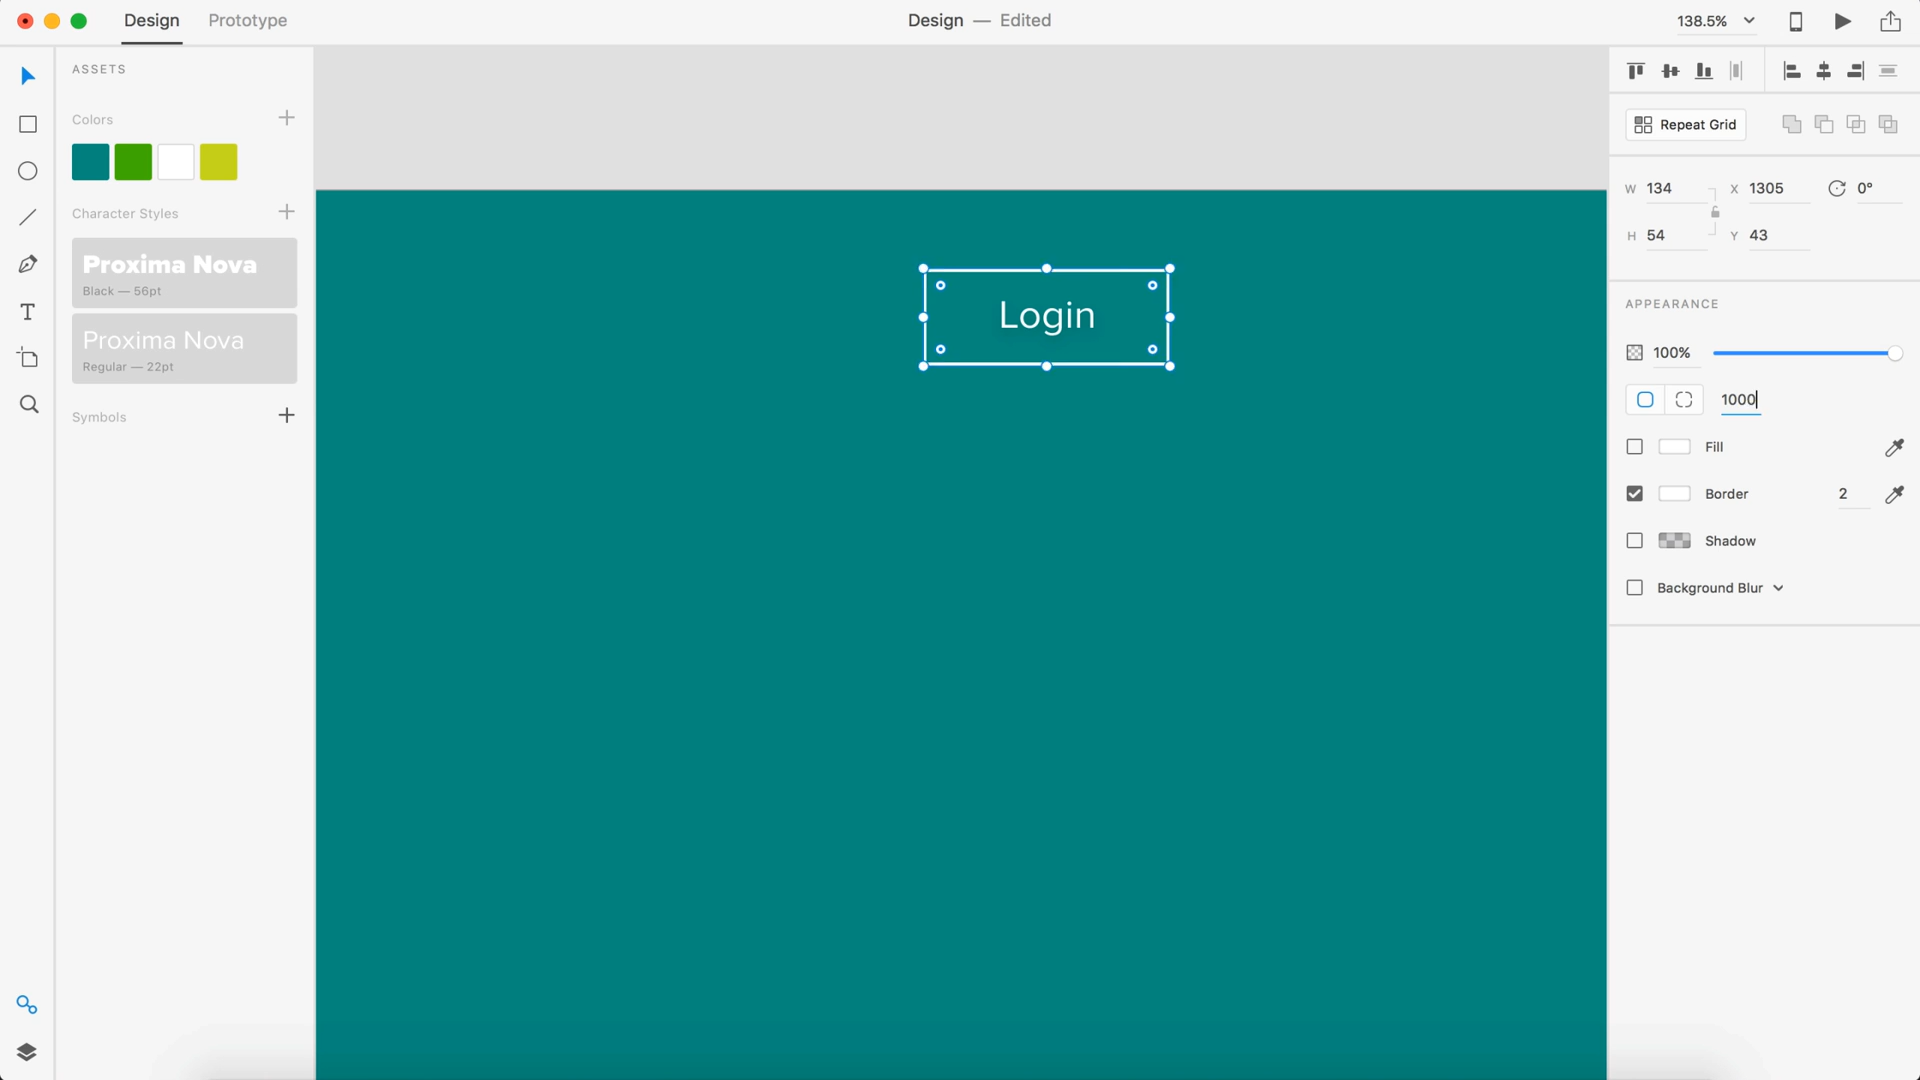 Design Prototype Design — Edited 138.5%
ASSETS
Colors
Character Styles
Proxima Nova
Black — 56pt
Proxima Nova
Regular — 22pt
Symbols
Login
Repeat Grid
W 134 X 1305 0°
H 54 Y 43
APPEARANCE
100%
1000
Fill
Border 2
Shadow
Background Blur